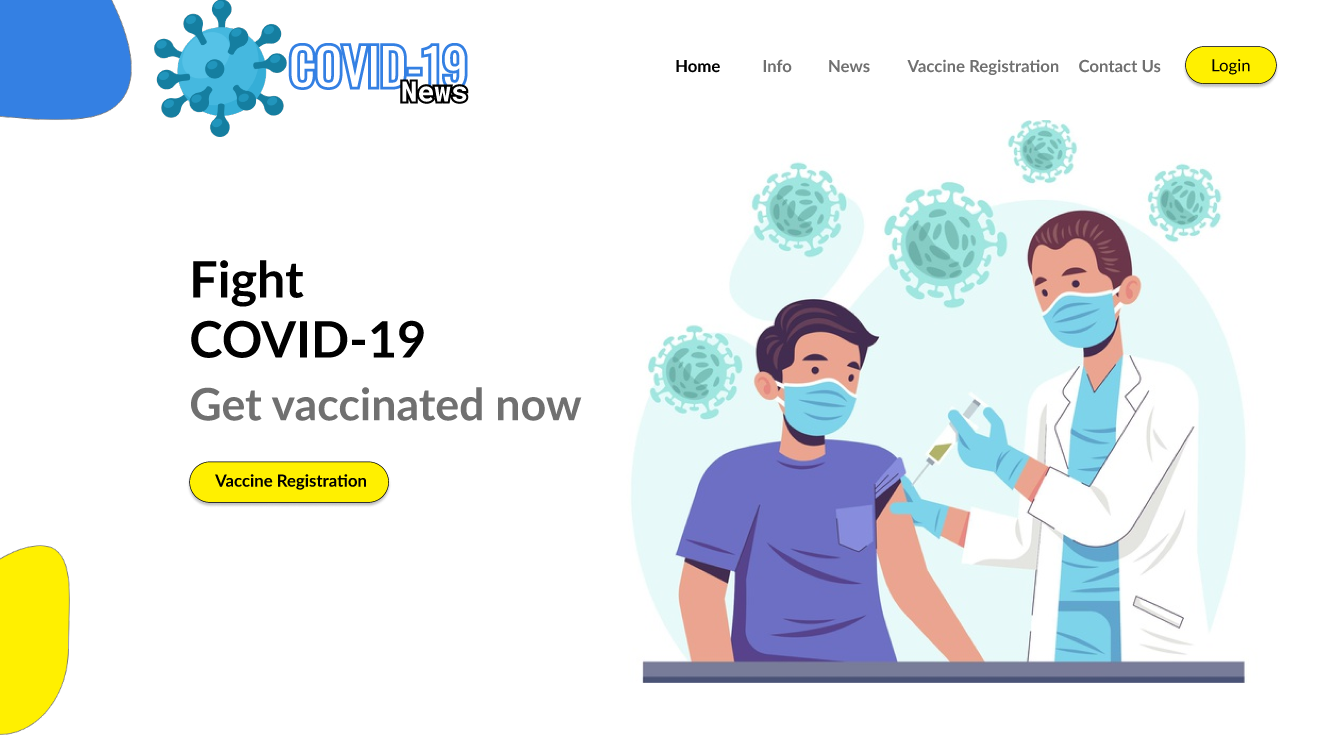 COVID-19
News
Home Info News Vaccine Registration Contact Us Login
Fight
COVID-19
Get vaccinated now
Vaccine Registration